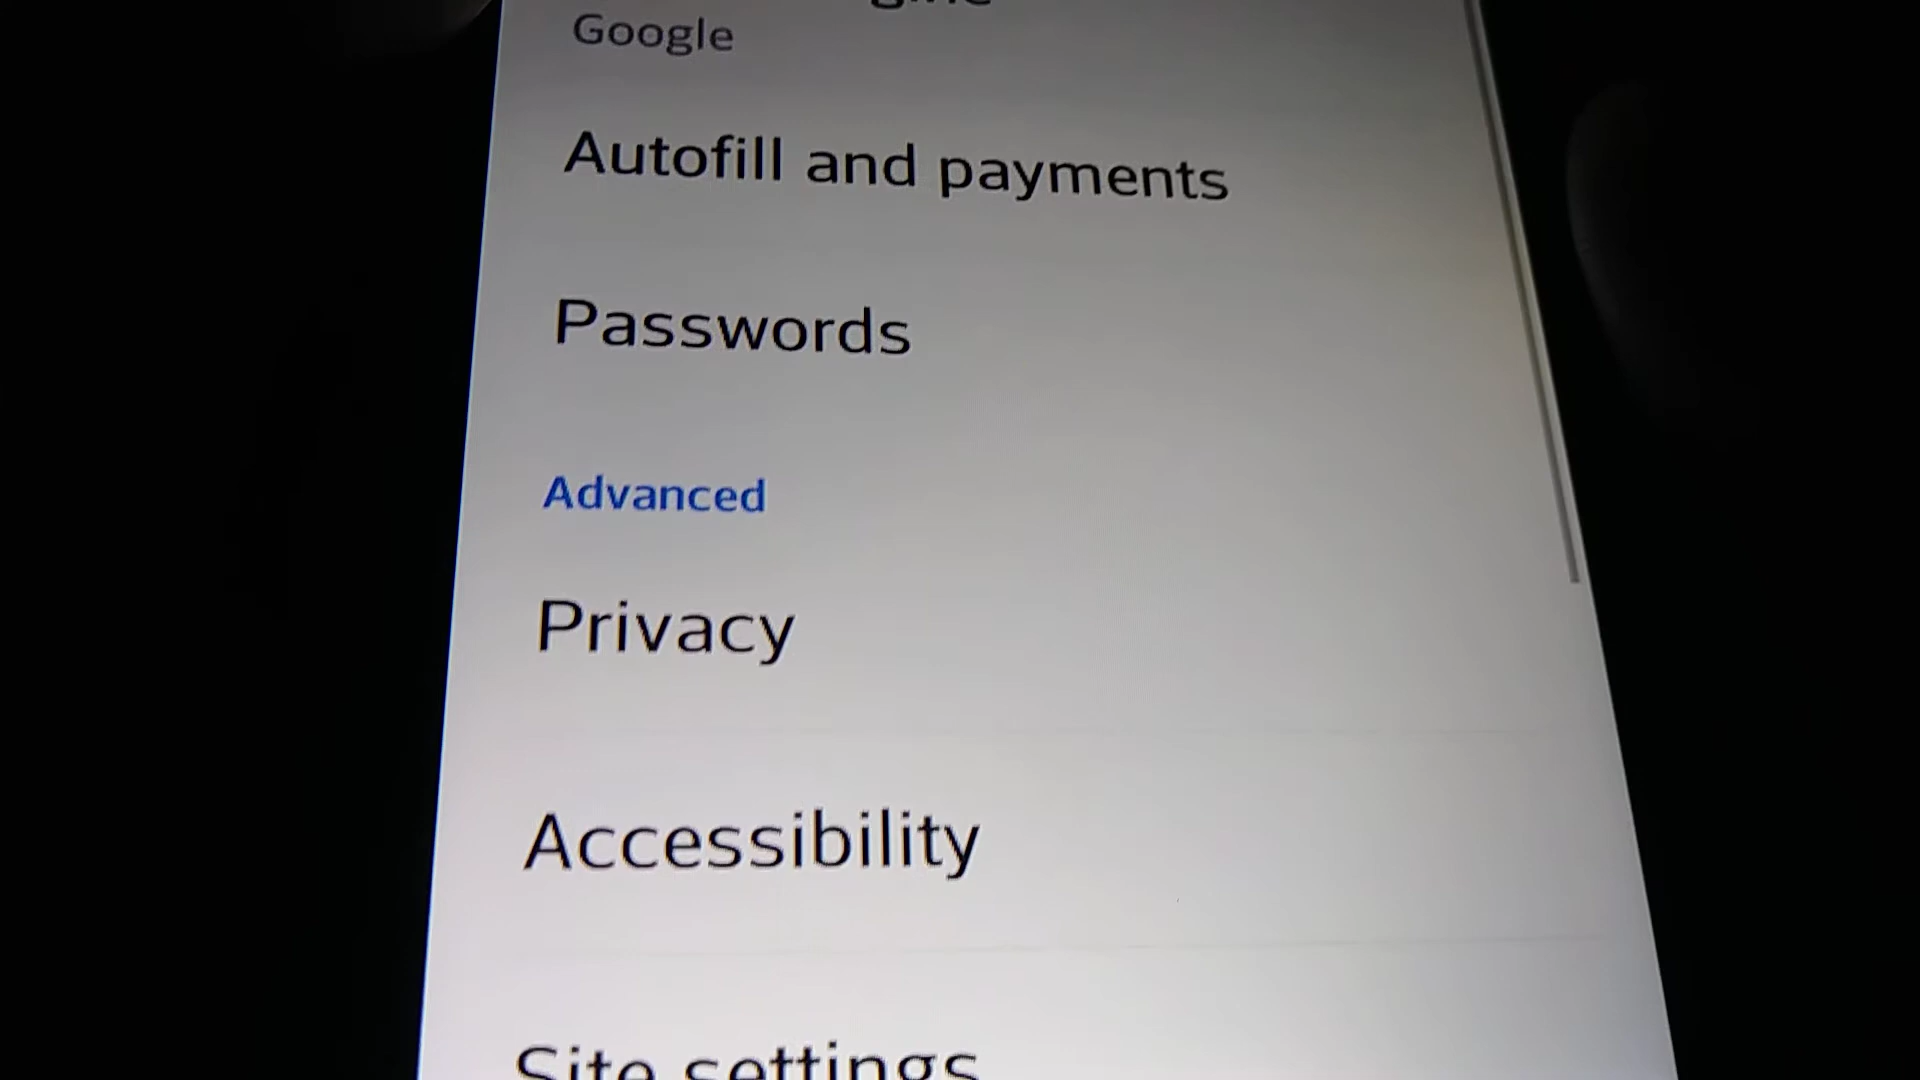 Google
Autofill and payments
Passwords
Advanced
Privacy
Accessibility
Site settings